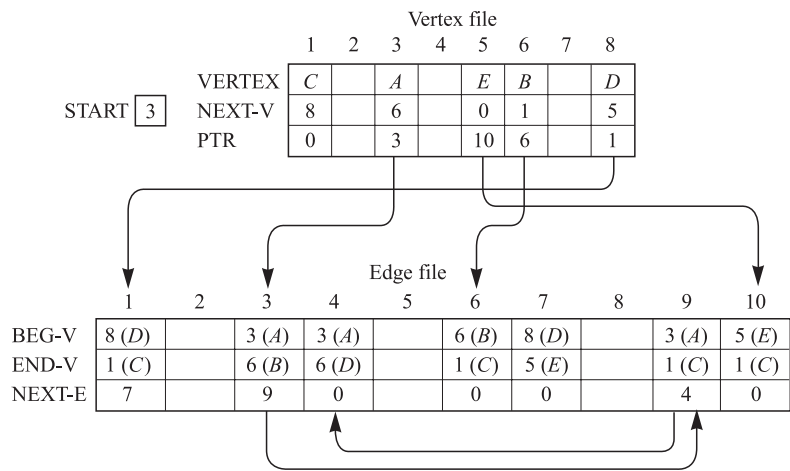 Vertex file
1 2 3 4 5 6 7 8
VERTEX C A E B D
START 3 NEXT-V 8 6 0 1 5
PTR 0 3 10 6 1
Edge file
1 2 3 4 5 6 7 8 9 10
BEG-V 8 (D) 3 (A) 3 (A) 6 (B) 8 (D) 3 (A) 5 (E)
END-V 1 (C) 6 (B) 6 (D) 1 (C) 5 (E) 1 (C) 1 (C)
NEXT-E 7 9 0 0 0 4 0